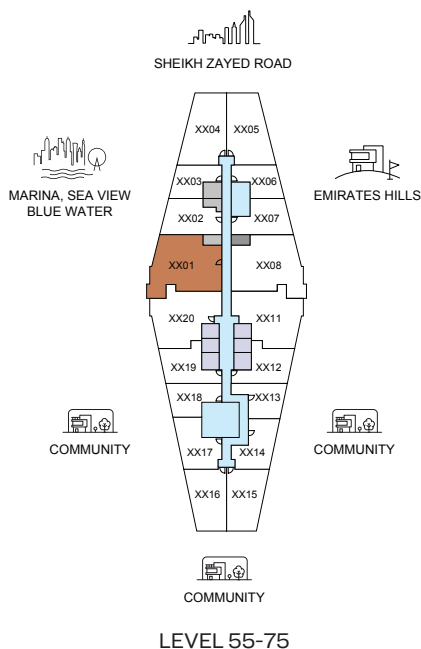 SHEIKH ZAYED ROAD
XX04 XX05
MARINA, SEA VIEW
BLUE WATER
XX03 XX06
EMIRATES HILLS
XX02 XX07
XX01 XX08
XX20 XX11
XX19 XX12
XX18 XX13
COMMUNITY
COMMUNITY
XX17 XX14
XX16 XX15
COMMUNITY
LEVEL 55-75